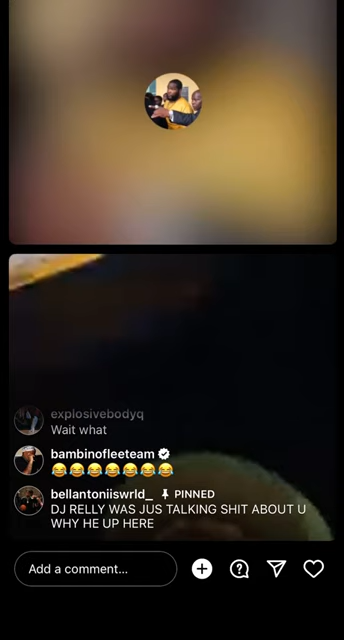 explosivebodyq
Wait what
bambinofleeteam
😂😂😂😂😂😂😂
bellantoniiswrld_ PINNED
DJ RELLY WAS JUS TALKING SHIT ABOUT U
WHY HE UP HERE
Add a comment...